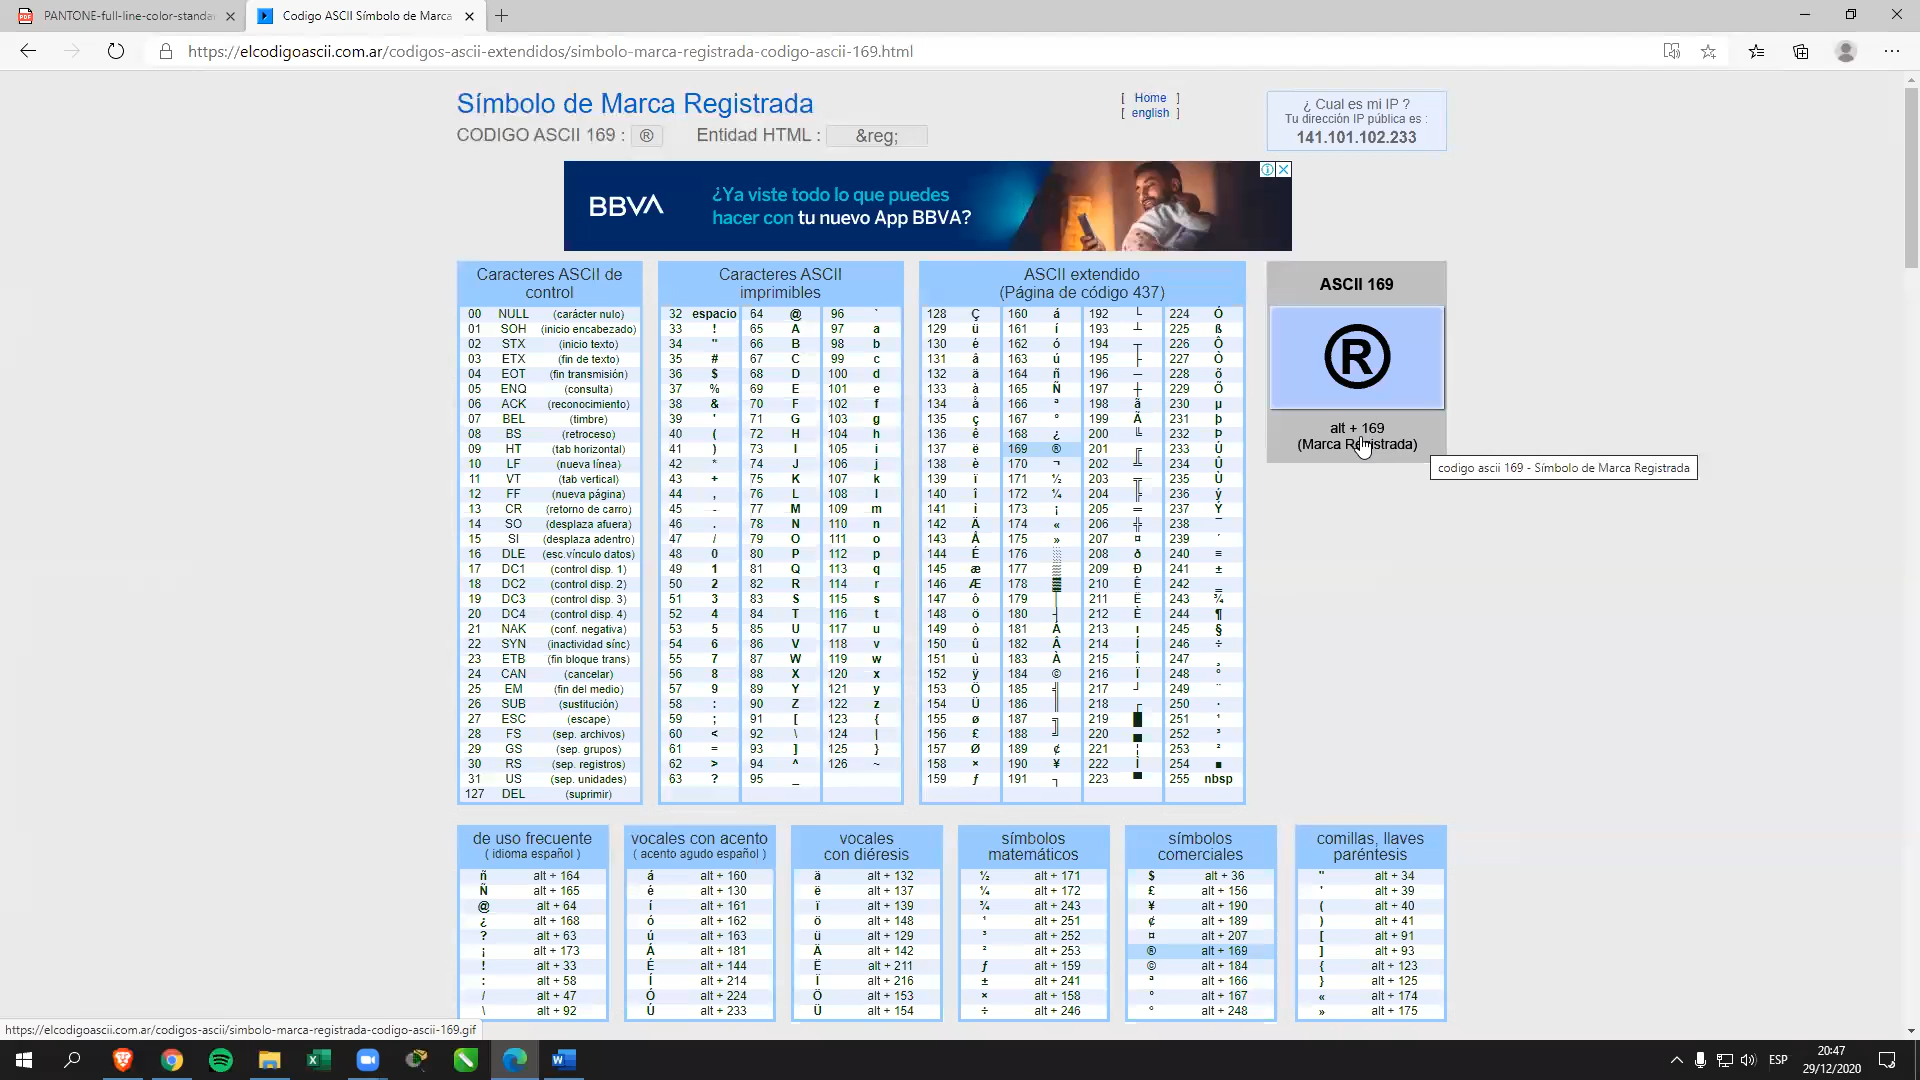 PANTONE-full-line-color-standa
Codigo ASCII Símbolo de Marca
https://elcodigoascii.com.ar/codigos-ascii-extendidos/simbolo-marca-registrada-codigo-ascii-169.html
Símbolo de Marca Registrada
[ Home ]
[ english ]
CODIGO ASCII 169 : ® Entidad HTML : &reg;
¿ Cual es mi IP ?
Tu dirección IP pública es :
141.101.102.233
BBVA
¿Ya viste todo lo que puedes
hacer con tu nuevo App BBVA?
Caracteres ASCII de
control
00 NULL (carácter nulo)
01 SOH (inicio encabezado)
02 STX (inicio texto)
03 ETX (fin de texto)
04 EOT (fin transmisión)
05 ENQ (consulta)
06 ACK (reconocimiento)
07 BEL (timbre)
08 BS (retroceso)
09 HT (tab horizontal)
10 LF (nueva línea)
11 VT (tab vertical)
12 FF (nueva página)
13 CR (retorno de carro)
14 SO (desplaza afuera)
15 SI (desplaza adentro)
16 DLE (esc.vínculo datos)
17 DC1 (control disp. 1)
18 DC2 (control disp. 2)
19 DC3 (control disp. 3)
20 DC4 (control disp. 4)
21 NAK (conf. negativa)
22 SYN (inactividad sínc)
23 ETB (fin bloque trans)
24 CAN (cancelar)
25 EM (fin del medio)
26 SUB (sustitución)
27 ESC (escape)
28 FS (sep. archivos)
29 GS (sep. grupos)
30 RS (sep. registros)
31 US (sep. unidades)
127 DEL (suprimir)
Caracteres ASCII
imprimibles
32 espacio 64 @ 96 `
33 ! 65 A 97 a
34 " 66 B 98 b
35 # 67 C 99 c
36 $ 68 D 100 d
37 % 69 E 101 e
38 & 70 F 102 f
39 ' 71 G 103 g
40 ( 72 H 104 h
41 ) 73 I 105 i
42 * 74 J 106 j
43 + 75 K 107 k
44 , 76 L 108 l
45 - 77 M 109 m
46 . 78 N 110 n
47 / 79 O 111 o
48 0 80 P 112 p
49 1 81 Q 113 q
50 2 82 R 114 r
51 3 83 S 115 s
52 4 84 T 116 t
53 5 85 U 117 u
54 6 86 V 118 v
55 7 87 W 119 w
56 8 88 X 120 x
57 9 89 Y 121 y
58 : 90 Z 122 z
59 ; 91 [ 123 {
60 < 92 \ 124 |
61 = 93 ] 125 }
62 > 94 ^ 126 ~
63 ? 95 _
ASCII extendido
(Página de código 437)
128 Ç 160 á 192 └ 224 Ó
129 ü 161 í 193 ┴ 225 ß
130 é 162 ó 194 ┬ 226 Ô
131 â 163 ú 195 ├ 227 Ò
132 ä 164 ñ 196 ─ 228 õ
133 à 165 Ñ 197 ┼ 229 Õ
134 å 166 ª 198 ã 230 µ
135 ç 167 º 199 Ã 231 þ
136 ê 168 ¿ 200 ╚ 232 Þ
137 ë 169 ® 201 ╔ 233 Ú
138 è 170 ¬ 202 ╩ 234 Û
139 ï 171 ½ 203 ╦ 235 Ù
140 î 172 ¼ 204 ╠ 236 ý
141 ì 173 ¡ 205 ═ 237 Ý
142 Ä 174 « 206 ╬ 238 ¯
143 Å 175 » 207 ¤ 239 ´
144 É 176 ░ 208 ð 240 ≡
145 æ 177 ▒ 209 Ð 241 ±
146 Æ 178 ▓ 210 Ê 242 ‗
147 ô 179 │ 211 Ë 243 ¾
148 ö 180 ┤ 212 È 244 ¶
149 ò 181 Á 213 ı 245 §
150 û 182 Â 214 Í 246 ÷
151 ù 183 À 215 Î 247 ¸
152 ÿ 184 © 216 Ï 248 °
153 Ö 185 ╣ 217 ┘ 249 ¨
154 Ü 186 ║ 218 ┌ 250 ·
155 ø 187 ╗ 219 █ 251 ¹
156 £ 188 ╝ 220 ▄ 252 ³
157 Ø 189 ¢ 221 ¦ 253 ²
158 × 190 ¥ 222 Ì 254 ■
159 ƒ 191 ┐ 223 ▀ 255 nbsp
ASCII 169
®
alt + 169
(Marca Registrada)
codigo ascii 169 - Símbolo de Marca Registrada
de uso frecuente
( idioma español )
ñ alt + 164
Ñ alt + 165
@ alt + 64
¿ alt + 168
? alt + 63
¡ alt + 173
! alt + 33
: alt + 58
/ alt + 47
\ alt + 92
vocales con acento
( acento agudo español )
á alt + 160
é alt + 130
í alt + 161
ó alt + 162
ú alt + 163
Á alt + 181
É alt + 144
Í alt + 214
Ó alt + 224
Ú alt + 233
vocales
con diéresis
ä alt + 132
ë alt + 137
ï alt + 139
ö alt + 148
ü alt + 129
Ä alt + 142
Ë alt + 211
Ï alt + 216
Ö alt + 153
Ü alt + 154
símbolos
matemáticos
½ alt + 171
¼ alt + 172
¾ alt + 243
¹ alt + 251
³ alt + 252
² alt + 253
ƒ alt + 159
± alt + 241
× alt + 158
÷ alt + 246
símbolos
comerciales
$ alt + 36
£ alt + 156
¥ alt + 190
¢ alt + 189
¤ alt + 207
® alt + 169
© alt + 184
ª alt + 166
º alt + 167
° alt + 248
comillas, llaves
paréntesis
" alt + 34
' alt + 39
( alt + 40
) alt + 41
[ alt + 91
] alt + 93
{ alt + 123
} alt + 125
« alt + 174
» alt + 175
https://elcodigoascii.com.ar/codigos-ascii/simbolo-marca-registrada-codigo-ascii-169.gif
ESP
20:47
29/12/2020